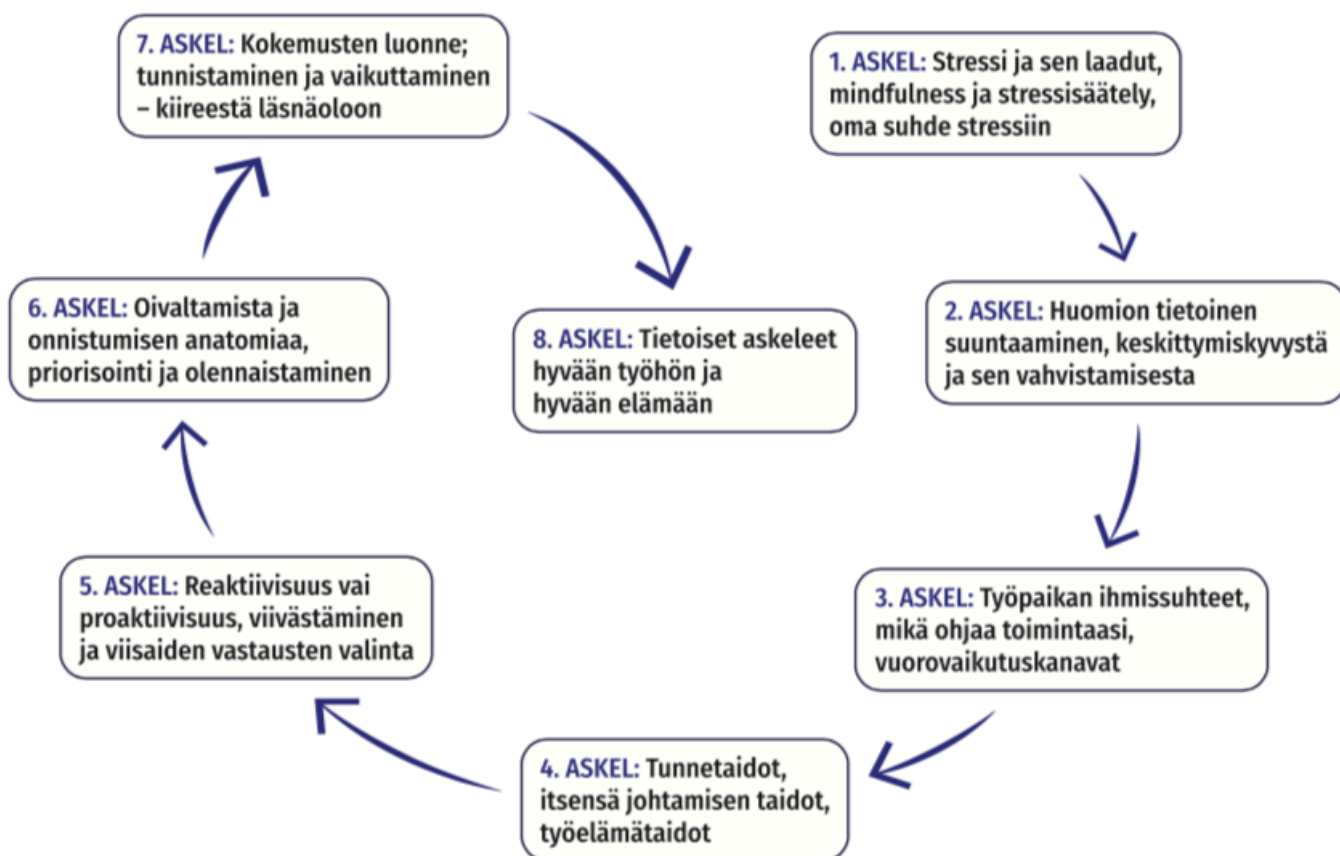 1. ASKEL: Stressi ja sen laadut,
mindfulness ja stressisäätely,
oma suhde stressiin
2. ASKEL: Huomion tietoinen
suuntaaminen, keskittymiskyvystä
ja sen vahvistamisesta
3. ASKEL: Työpaikan ihmissuhteet,
mikä ohjaa toimintaasi,
vuorovaikutuskanavat
4. ASKEL: Tunnetaidot,
itsensä johtamisen taidot,
työelämätaidot
5. ASKEL: Reaktiivisuus vai
proaktiivisuus, viivästäminen
ja viisaiden vastausten valinta
6. ASKEL: Oivaltamista ja
onnistumisen anatomiaa,
priorisointi ja olennaistaminen
7. ASKEL: Kokemusten luonne;
tunnistaminen ja vaikuttaminen
– kiireestä läsnäoloon
8. ASKEL: Tietoiset askeleet
hyvään työhön ja
hyvään elämään